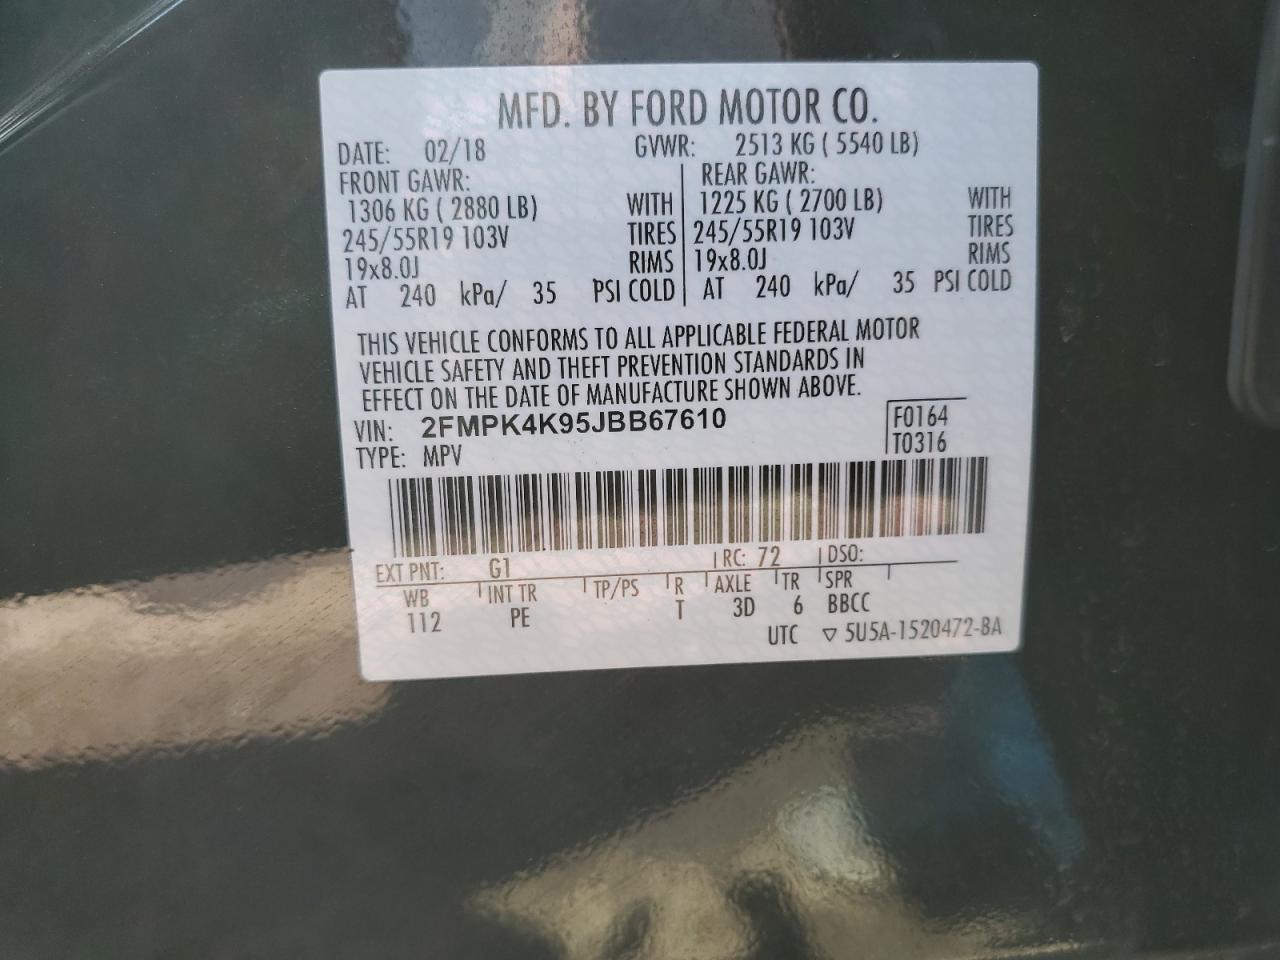 MFD. BY FORD MOTOR CO.
DATE: 02/18 GVWR: 2513 KG ( 5540 LB)
FRONT GAWR: REAR GAWR:
1306 KG ( 2880 LB) WITH 1225 KG ( 2700 LB) WITH
245/55R19 103V TIRES 245/55R19 103V TIRES
19x8.0J RIMS 19x8.0J RIMS
AT 240 kPa/ 35 PSI COLD AT 240 kPa/ 35 PSI COLD
THIS VEHICLE CONFORMS TO ALL APPLICABLE FEDERAL MOTOR
VEHICLE SAFETY AND THEFT PREVENTION STANDARDS IN
EFFECT ON THE DATE OF MANUFACTURE SHOWN ABOVE.
VIN: 2FMPK4K95JBB67610 F0164
TYPE: MPV T0316
EXT PNT: G1 RC: 72 DSO:
WB INT TR TP/PS R AXLE TR SPR
112 PE T 3D 6 BBCC
UTC ▽ 5U5A-1520472-BA